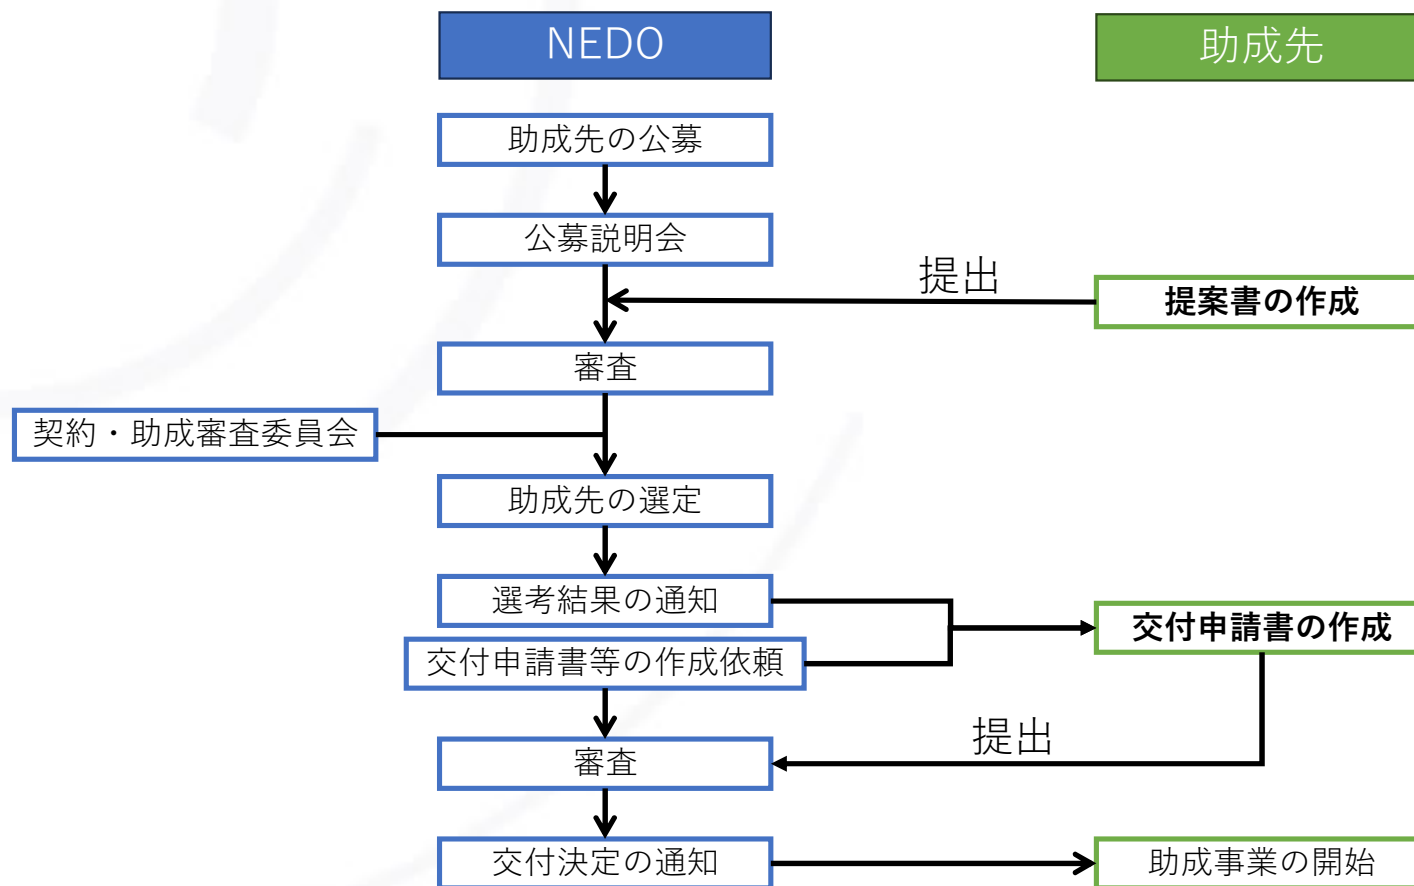 NEDO
助成先
助成先の公募
公募説明会
提出
提案書の作成
審査
契約・助成審査委員会
助成先の選定
選考結果の通知
交付申請書の作成
交付申請書等の作成依頼
提出
審査
交付決定の通知
助成事業の開始